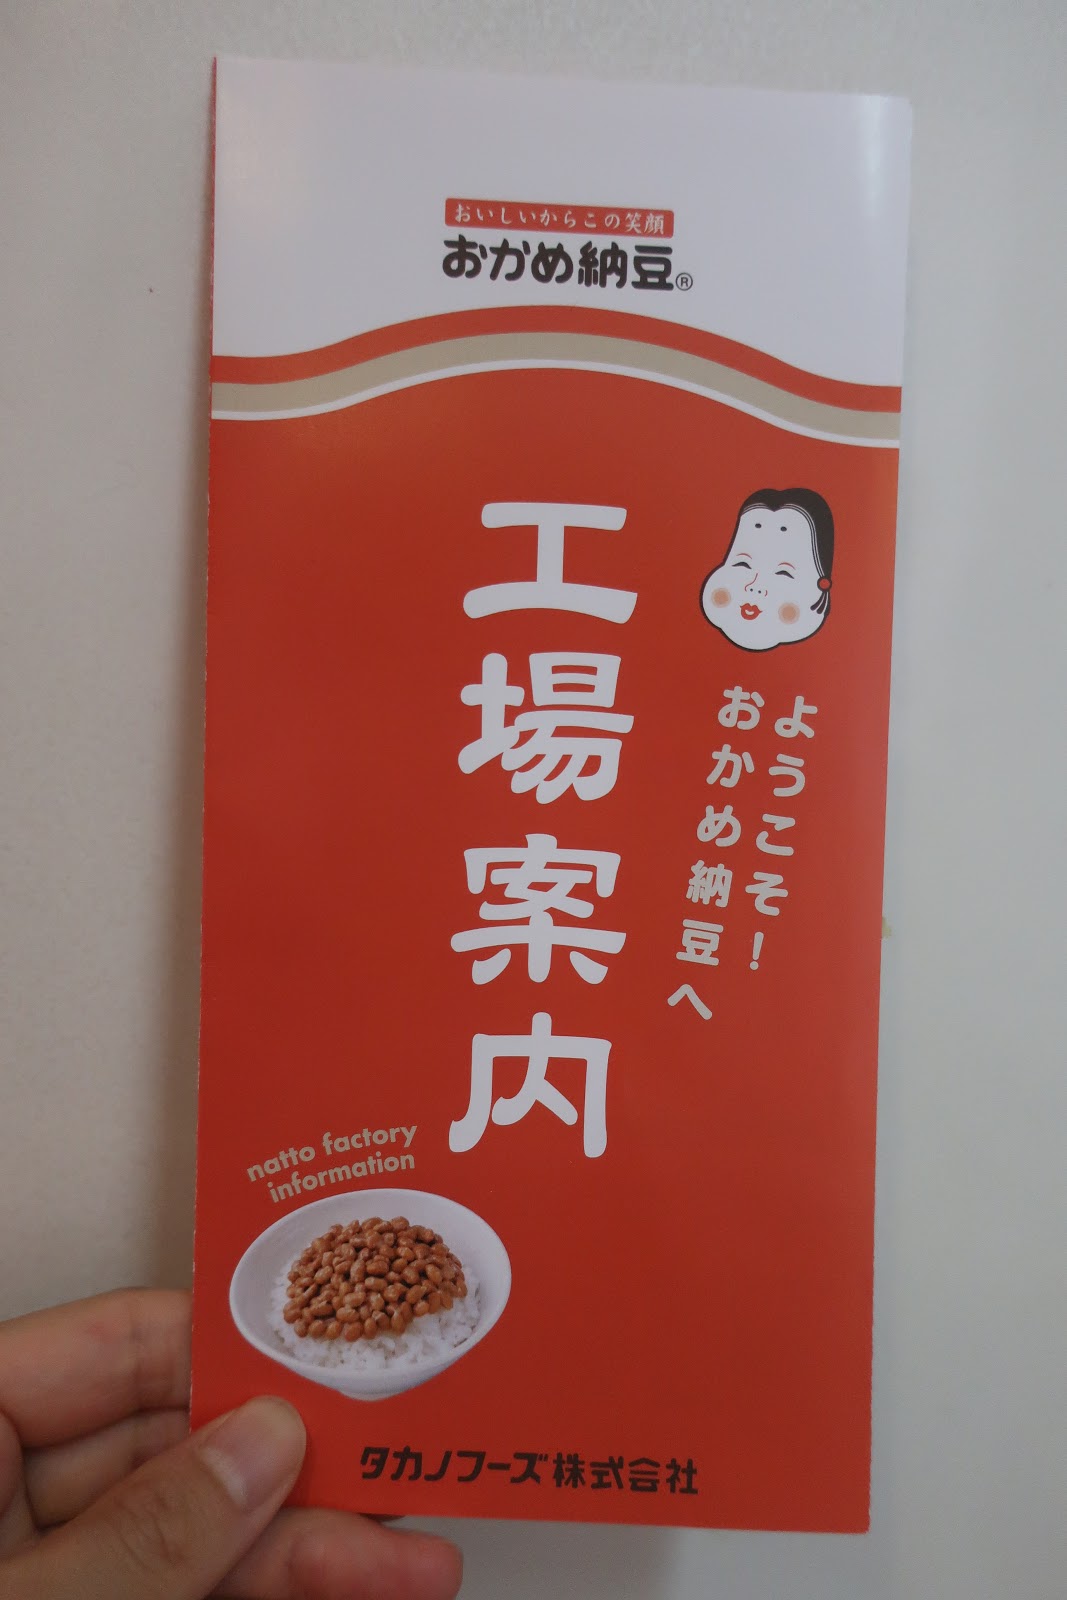 おいしいからこの笑顔
おかめ納豆®
ようこそ！
おかめ納豆へ
工場案内
natto factory
information
タカノフーズ株式会社